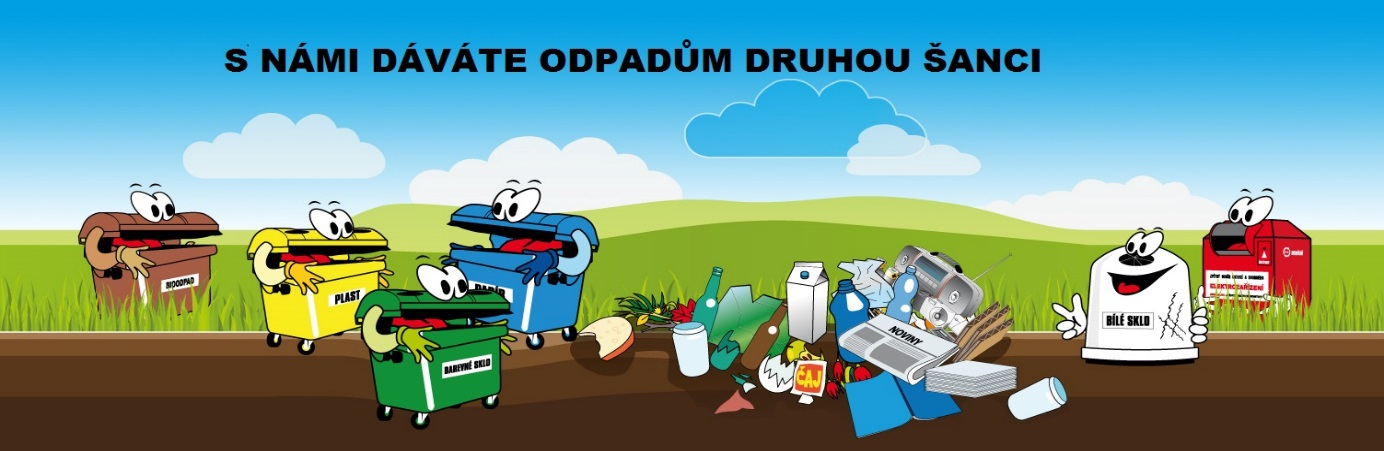 S NÁMI DÁVÁTE ODPADŮM DRUHOU ŠANCI
BIOODPAD
PLAST
PAPÍR
BAREVNÉ SKLO
NOVINY
ČAJ
BÍLÉ SKLO
ELEKTROZAŘÍZENÍ